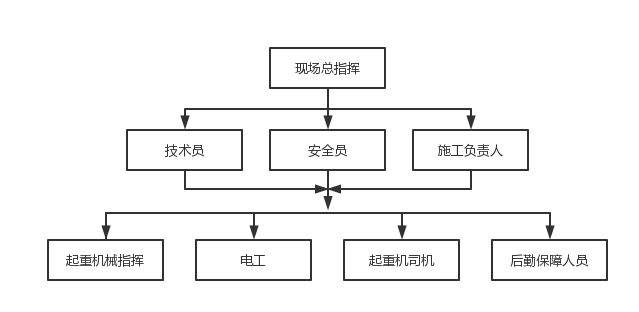 现场总指挥
技术员
安全员
施工负责人
起重机械指挥
电工
起重机司机
后勤保障人员